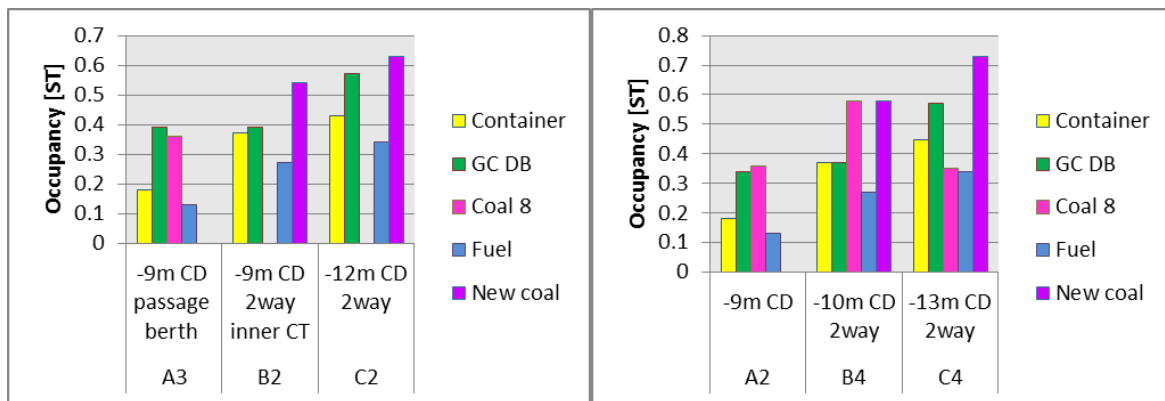 Occupancy [ST]
0.7
0.6
0.5
0.4
0.3
0.2
0.1
0
-9m CD passage berth
-9m CD 2way inner CT
-12m CD 2way
A3
B2
C2
Container
GC DB
Coal 8
Fuel
New coal
Occupancy [ST]
0.8
0.7
0.6
0.5
0.4
0.3
0.2
0.1
0
-9m CD
-10m CD 2way
-13m CD 2way
A2
B4
C4
Container
GC DB
Coal 8
Fuel
New coal